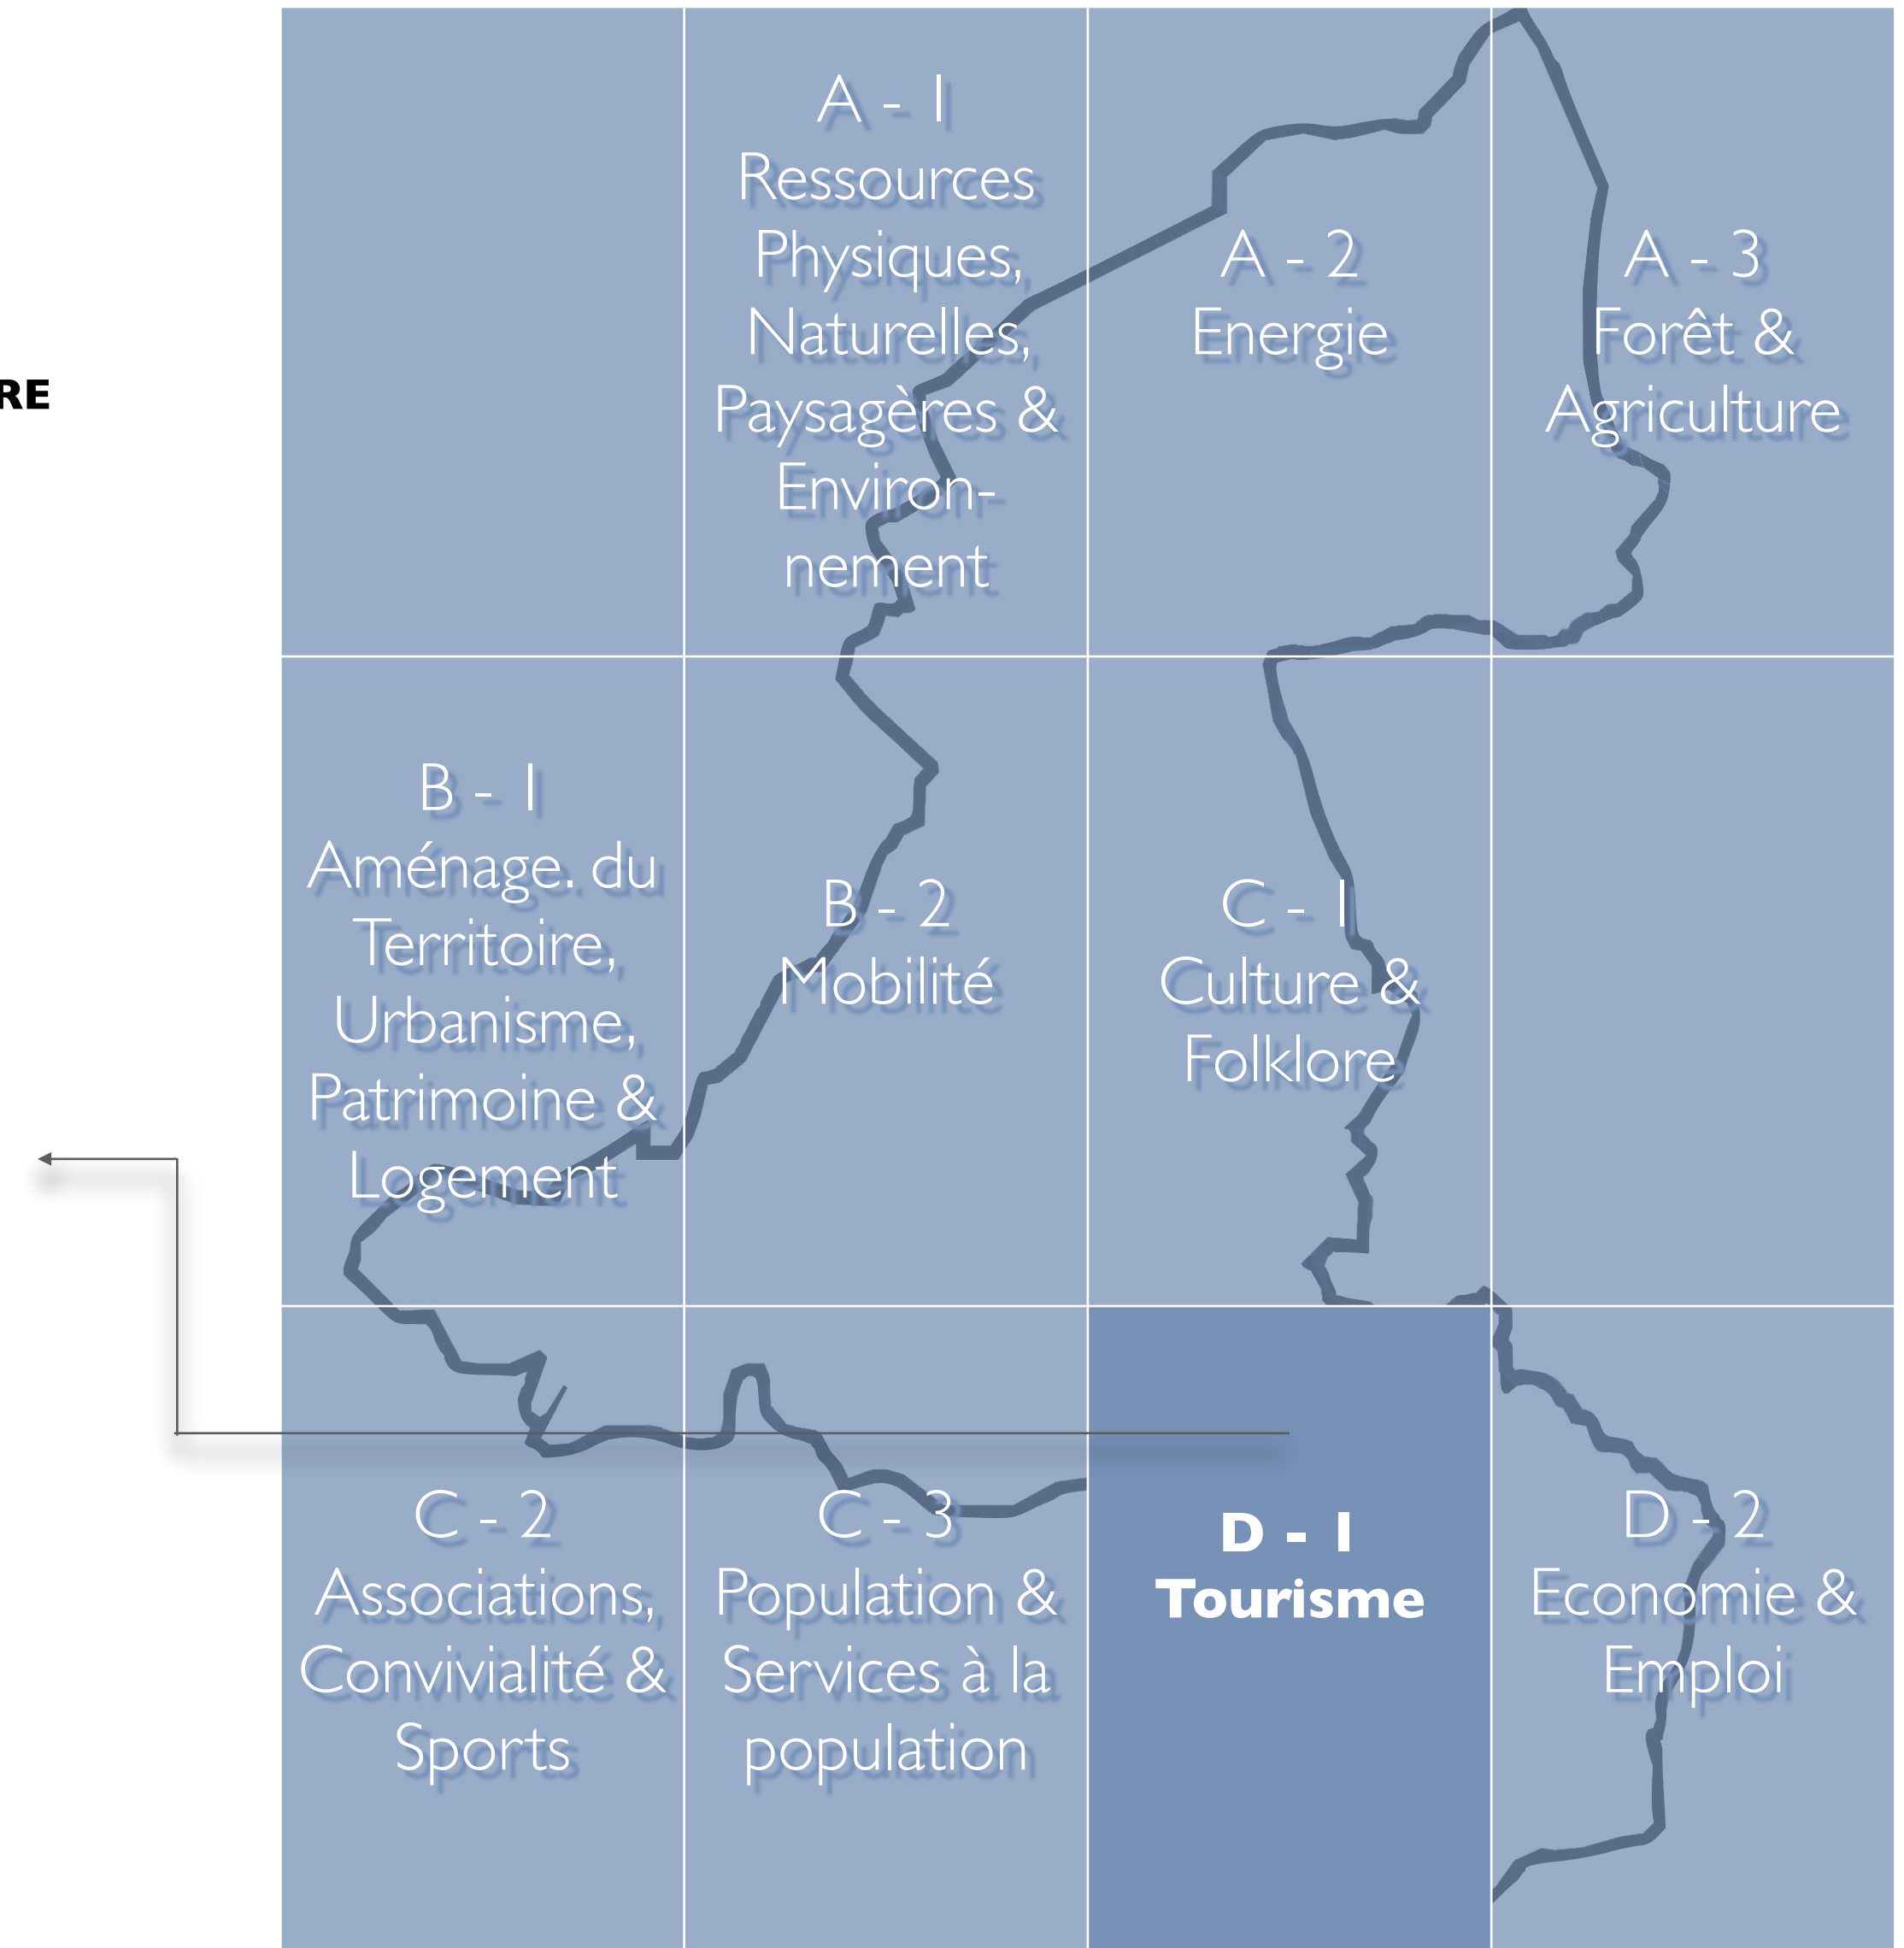 RE
A - 1
Ressources
Physiques,
Naturelles,
Paysagères &
Environ-
nement
A - 2
Energie
A - 3
Forêt &
Agriculture
B - 1
Aménage. du
Territoire,
Urbanisme,
Patrimoine &
Logement
B - 2
Mobilité
C - 1
Culture &
Folklore
C - 2
Associations,
Convivialité &
Sports
C - 3
Population &
Services à la
population
D - 1
Tourisme
D - 2
Economie &
Emploi